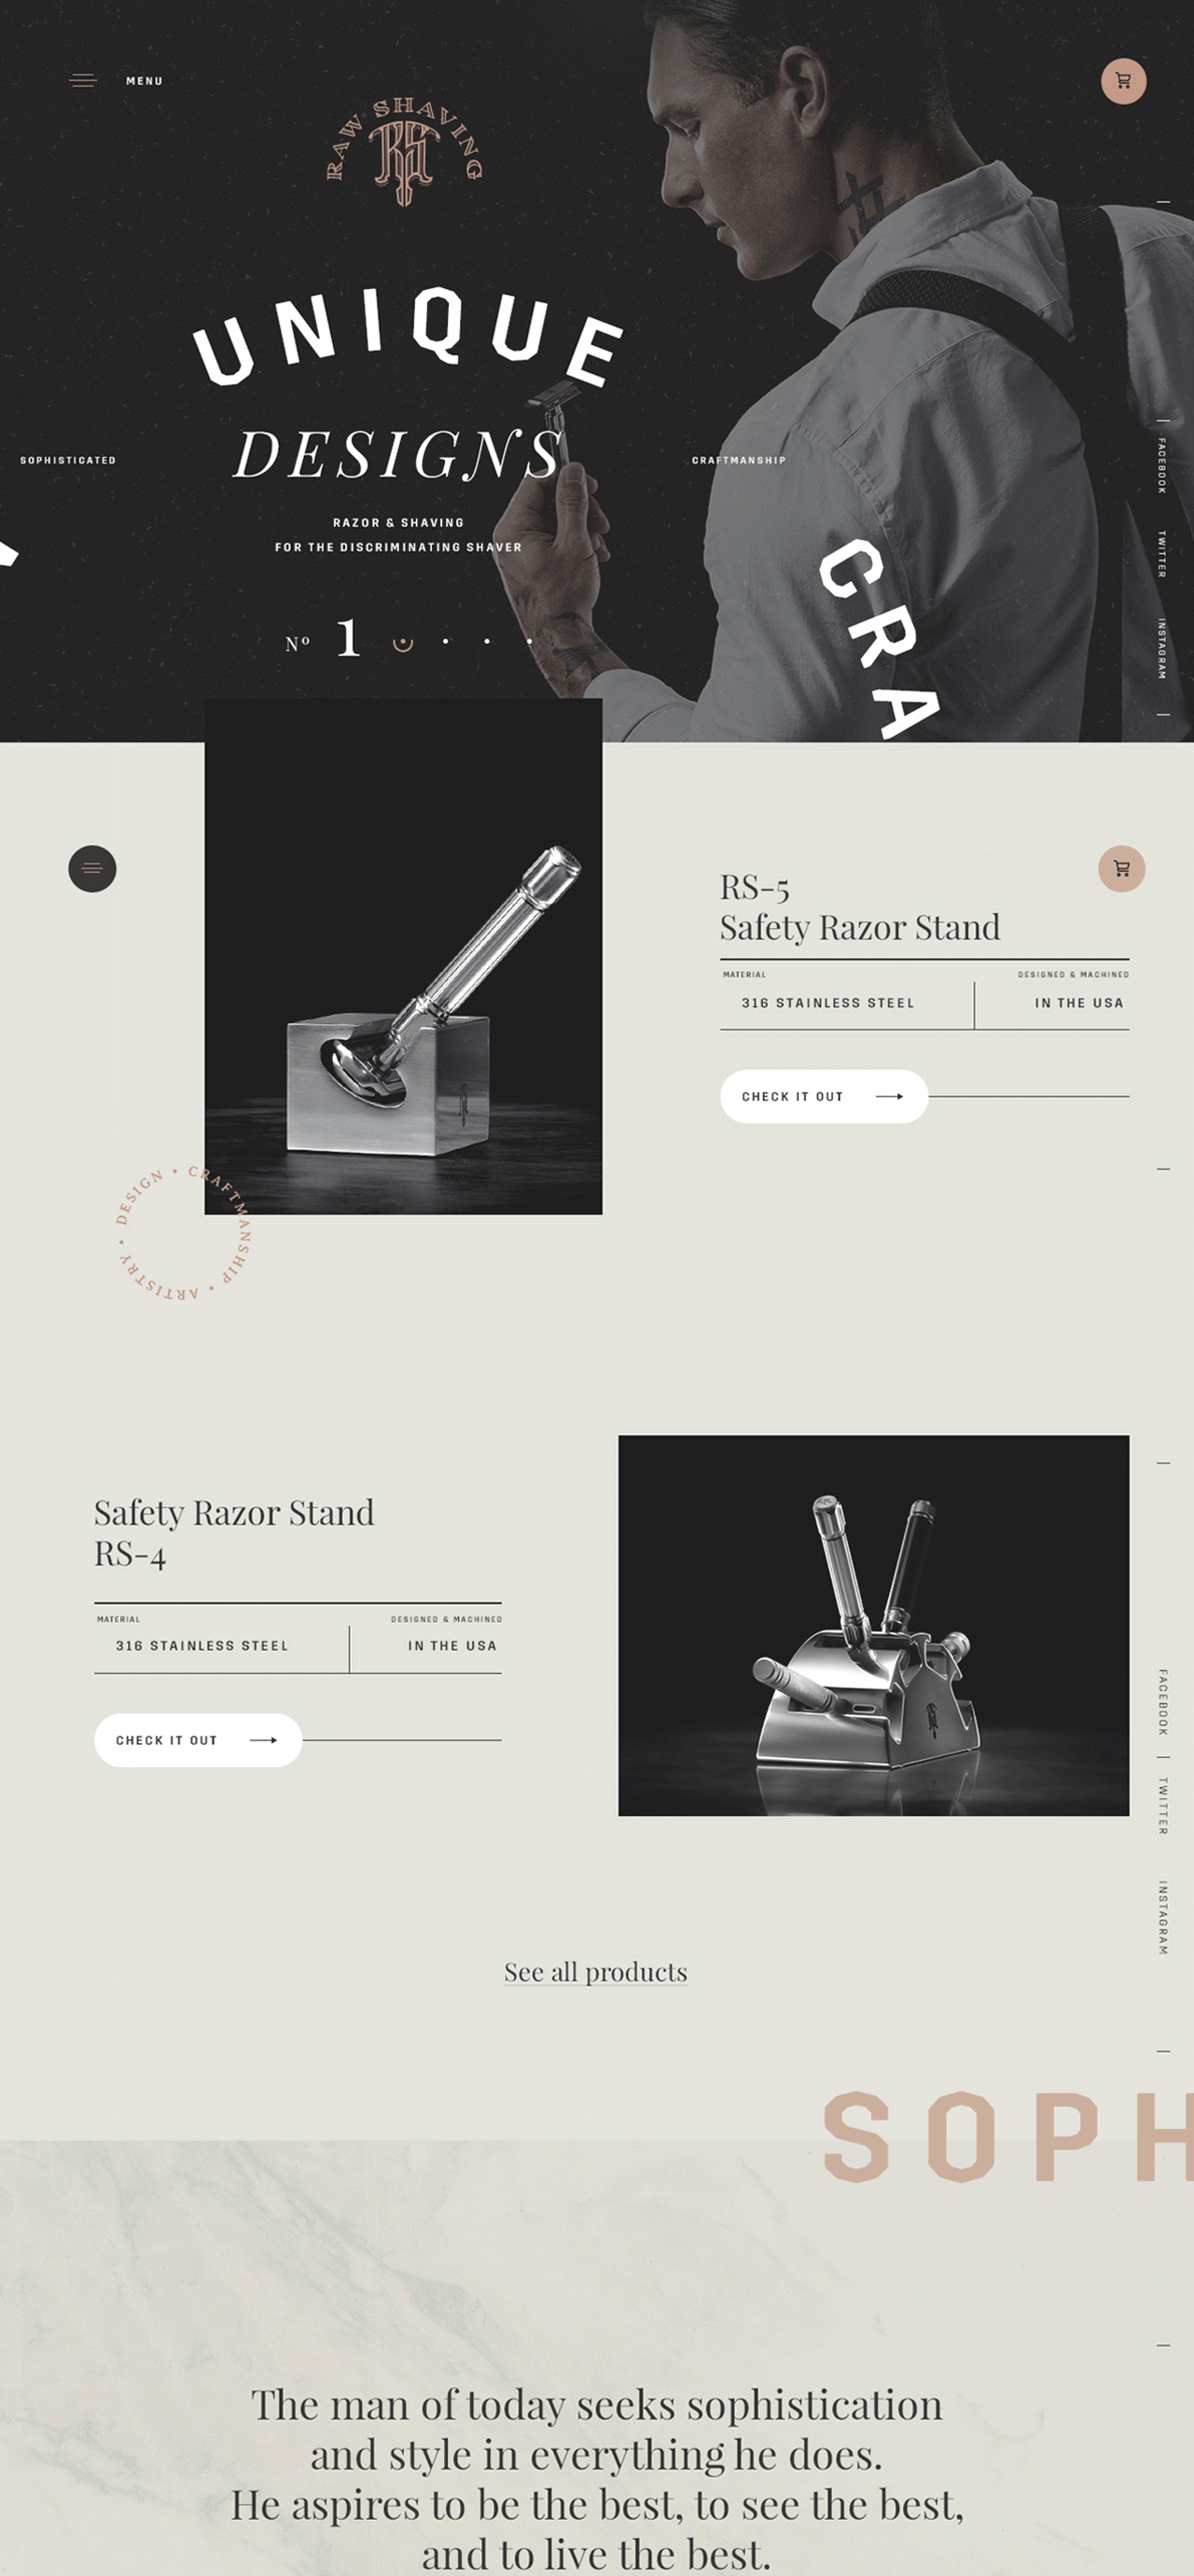 MENU
RAW SHAVING
RS
UNIQUE
DESIGNS
SOPHISTICATED
CRAFTMANSHIP
RAZOR & SHAVING
FOR THE DISCRIMINATING SHAVER
Nº 1
CRA
FACEBOOK
TWITTER
INSTAGRAM
RS-5
Safety Razor Stand
MATERIAL
DESIGNED & MACHINED
316 STAINLESS STEEL
IN THE USA
CHECK IT OUT
DESIGN • CRAFTMANSHIP • ARTISTRY •
Safety Razor Stand
RS-4
MATERIAL
DESIGNED & MACHINED
316 STAINLESS STEEL
IN THE USA
CHECK IT OUT
FACEBOOK
TWITTER
INSTAGRAM
See all products
SOPH
The man of today seeks sophistication
and style in everything he does.
He aspires to be the best, to see the best,
and to live the best.